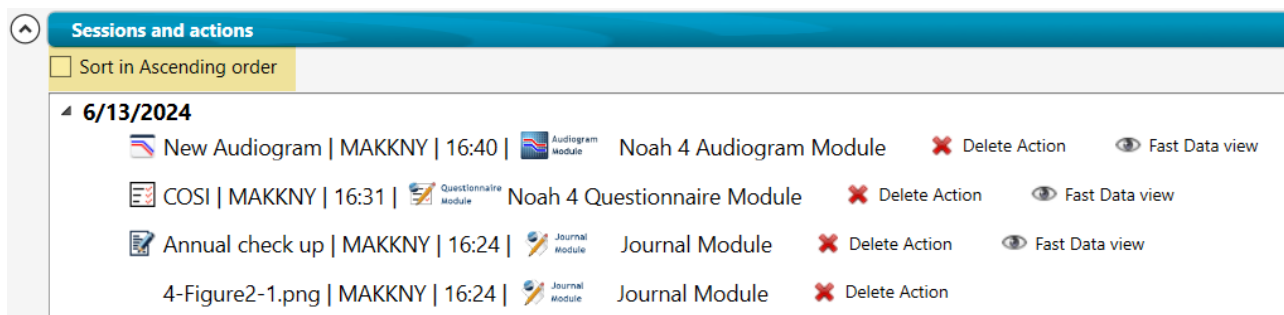 Sessions and actions
Sort in Ascending order
6/13/2024
New Audiogram | MAKKNY | 16:40 | Audiogram Module Noah 4 Audiogram Module Delete Action Fast Data view
COSI | MAKKNY | 16:31 | Questionnaire Module Noah 4 Questionnaire Module Delete Action Fast Data view
Annual check up | MAKKNY | 16:24 | Journal Module Journal Module Delete Action Fast Data view
4-Figure2-1.png | MAKKNY | 16:24 | Journal Module Journal Module Delete Action